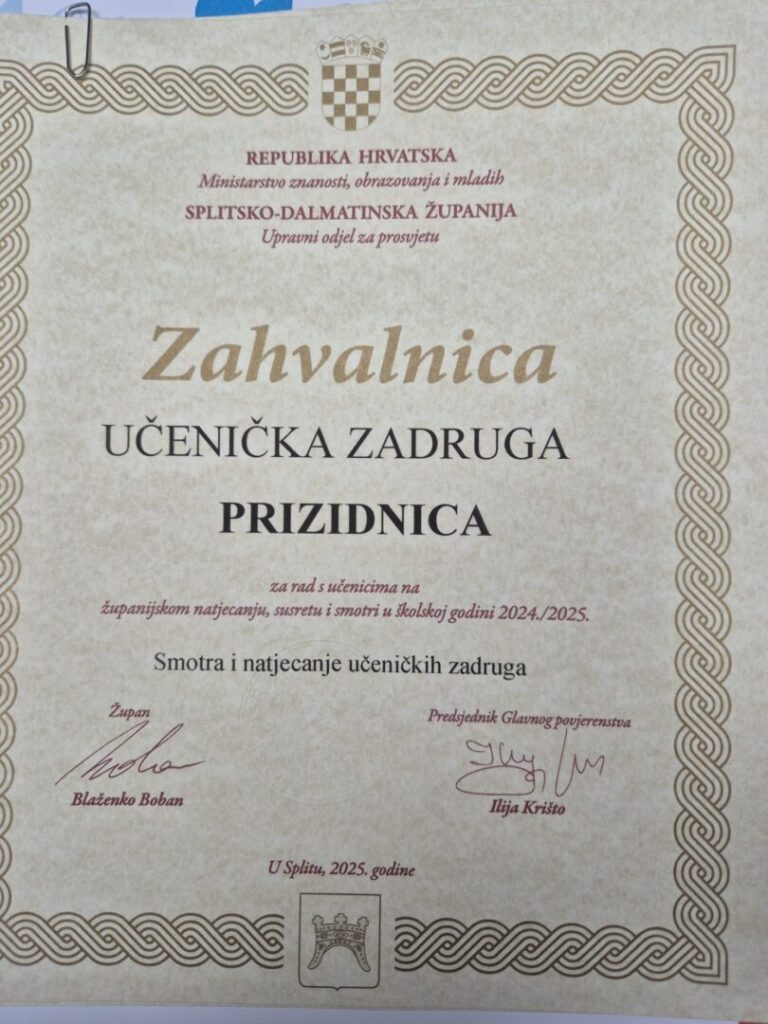 REPUBLIKA HRVATSKA
Ministarstvo znanosti, obrazovanja i mladih
SPLITSKO-DALMATINSKA ŽUPANIJA
Upravni odjel za prosvjetu
Zahvalnica
UČENIČKA ZADRUGA
PRIZIDNICA
za rad s učenicima na
županijskom natjecanju, susretu i smotri u školskoj godini 2024./2025.
Smotra i natjecanje učeničkih zadruga
Župan
Blaženko Boban
Predsjednik Glavnog povjerenstva
Ilija Krišto
U Splitu, 2025. godine